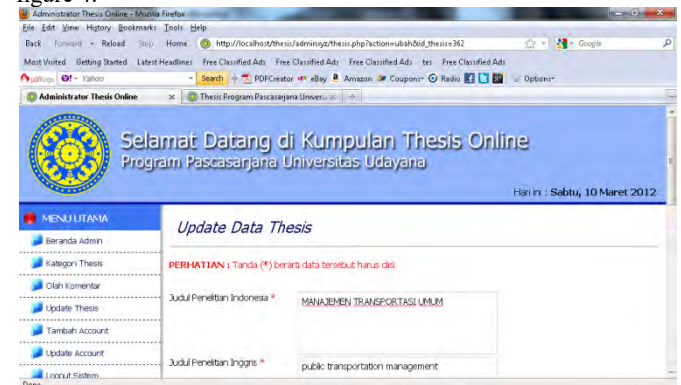 figure 4.
Administrator Thesis Online - Mozilla Firefox
File Edit View History Bookmarks Tools Help
Back Forward Reload Stop Home http://localhost/thesis/adminxyz/thesis.php?action=ubah&id_thesis=362 Google
Most Visited Getting Started Latest Headlines Free Classified Ads Free Classified Ads Free Classified Ads tes Free Classified Ads
Yahoo Search PDFCreator eBay Amazon Coupons Radio Options
Administrator Thesis Online Thesis Program Pascasarjana Univer...
Selamat Datang di Kumpulan Thesis Online
Program Pascasarjana Universitas Udayana
Hari ini : Sabtu, 10 Maret 2012
MENU UTAMA
Beranda Admin
Kategori Thesis
Olah Komentar
Update Thesis
Tambah Account
Update Account
Logout Sistem
Update Data Thesis
PERHATIAN : Tanda (*) berarti data tersebut harus diisi
Judul Penelitian Indonesia *
MANAJEMEN TRANSPORTASI UMUM
Judul Penelitian Inggris *
public transportation management
Done